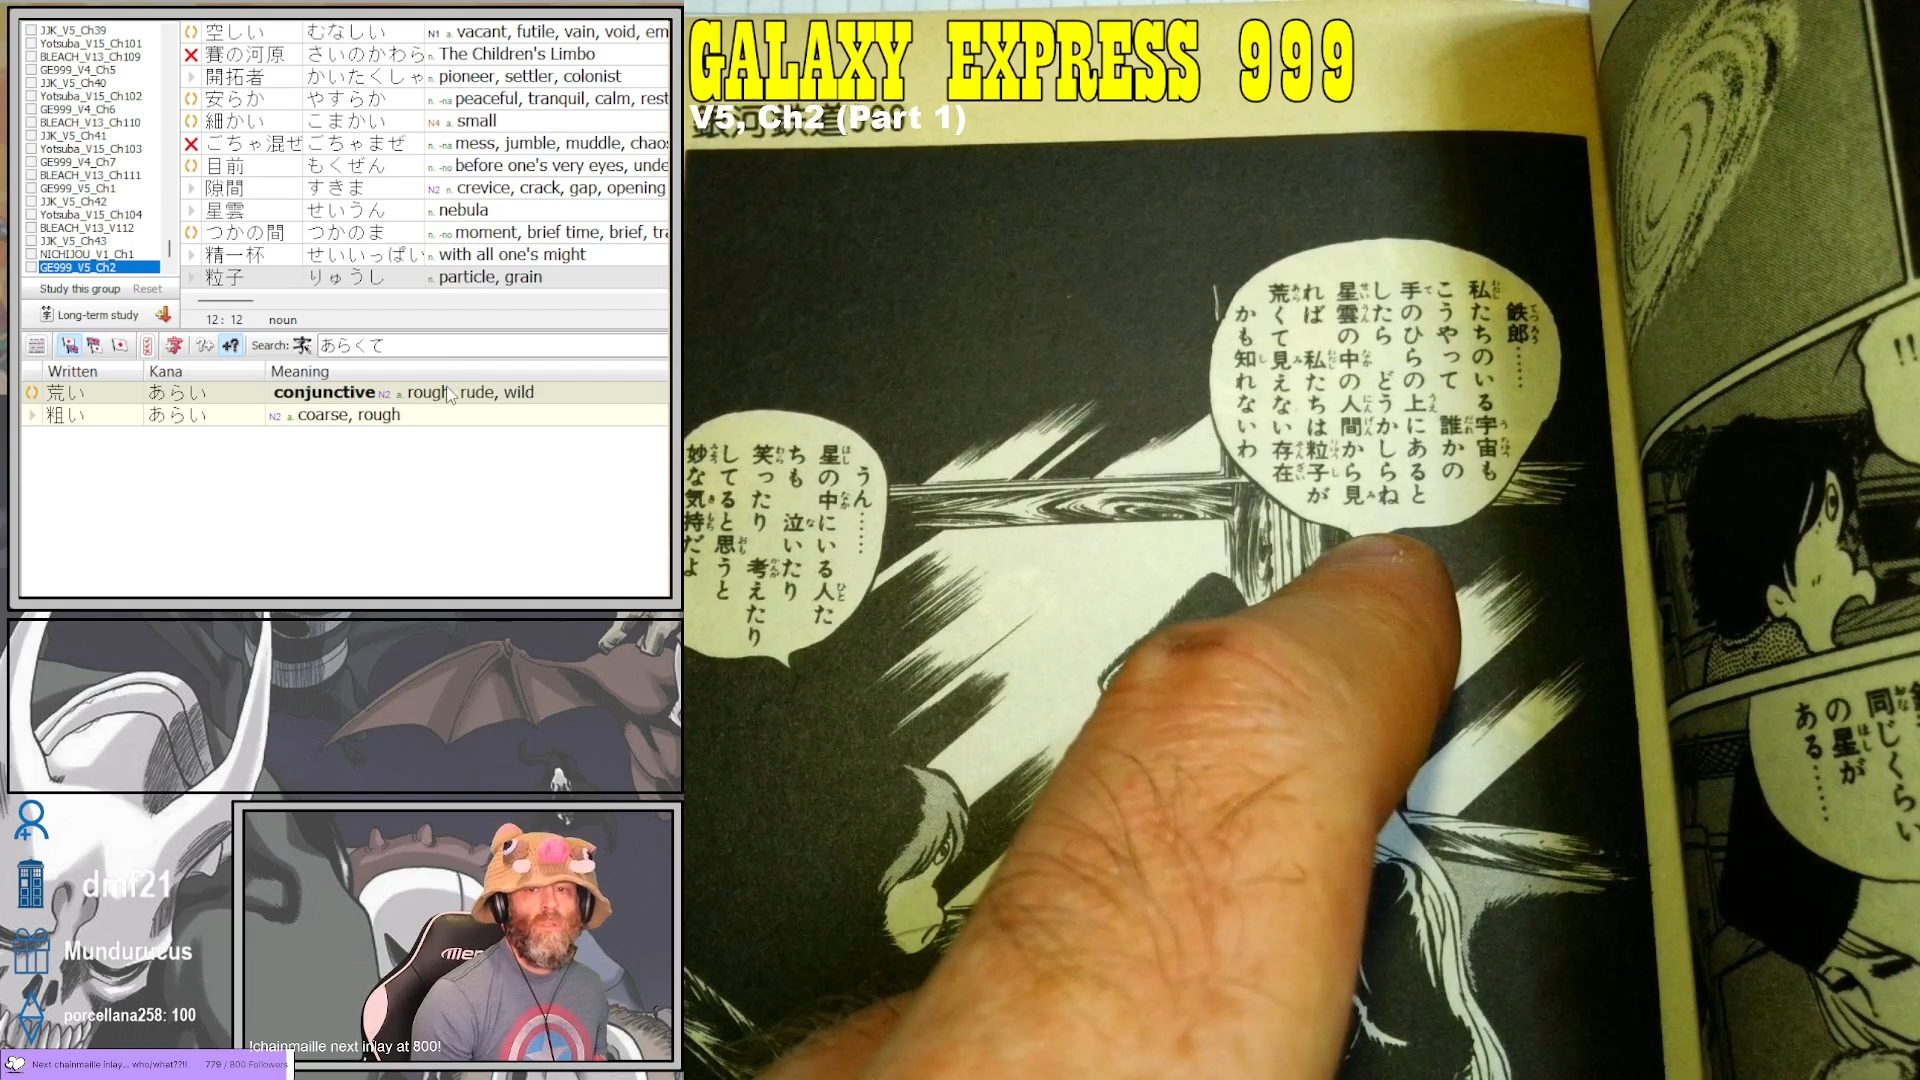 JJK_V5_Ch39
Yotsuba_V15_Ch101
BLEACH_V13_Ch109
GE999_V4_Ch5
JJK_V5_Ch40
Yotsuba_V15_Ch102
GE999_V4_Ch6
BLEACH_V13_Ch110
JJK_V5_Ch41
Yotsuba_V15_Ch103
GE999_V4_Ch7
BLEACH_V13_Ch111
GE999_V5_Ch1
JJK_V5_Ch42
Yotsuba_V15_Ch104
BLEACH_V13_V112
JJK_V5_Ch43
NICHIJOU_V1_Ch1
GE999_V5_Ch2
Study this group Reset
Long-term study
空しい むなしい N1 a. vacant, futile, vain, void, em
賽の河原 さいのかわら n. The Children's Limbo
開拓者 かいたくしゃ n. pioneer, settler, colonist
安らか やすらか n. -na peaceful, tranquil, calm, rest
細かい こまかい N4 a. small
ごちゃ混ぜ ごちゃまぜ n. -na mess, jumble, muddle, chao
目前 もくぜん n. -no before one's very eyes, unde
隙間 すきま N2 n. crevice, crack, gap, opening
星雲 せいうん n. nebula
つかの間 つかのま n. -no moment, brief time, brief, tra
精一杯 せいいっぱい n. with all one's might
粒子 りゅうし n. particle, grain
12: 12 noun
Search: あらくて
Written Kana Meaning
荒い あらい conjunctive N2 a. rough, rude, wild
粗い あらい N2 a. coarse, rough
GALAXY EXPRESS 999
V5, Ch2 (Part 1)
鉄郎……
私たちのいる宇宙も
こうやって 誰かの
手のひらの上にあると
したら どうかしらね
星雲の中の人間から見
れば 私たちは粒子が
荒くて見えない存在
かも知れないわ
うん……
星の中にいる人た
ちも 泣いたり
笑ったり 考えたり
してると思うと
妙な気持だよ
!!
同じくらい
の星が
ある……
dmf21
Mundurucus
porcellana258: 100
!chainmaille next inlay at 800!
Next chainmaille inlay... who/what??!! 779 / 800 Followers